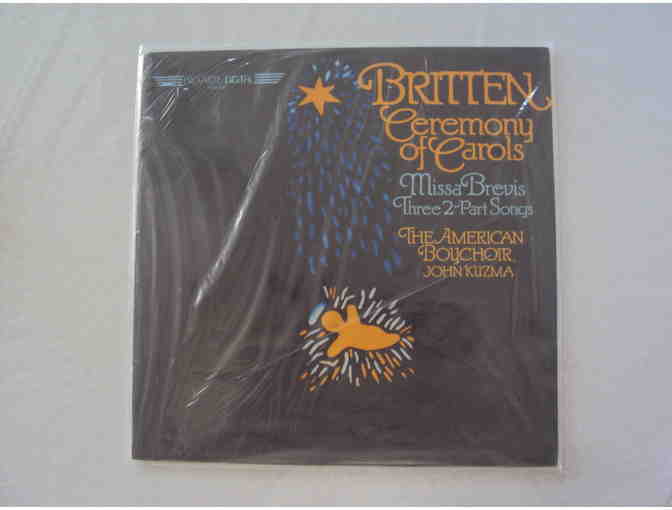 BRITTEN
Ceremony
of Carols
Missa Brevis
Three 2-Part Songs
THE AMERICAN
BOYCHOIR
JOHN KUZMA